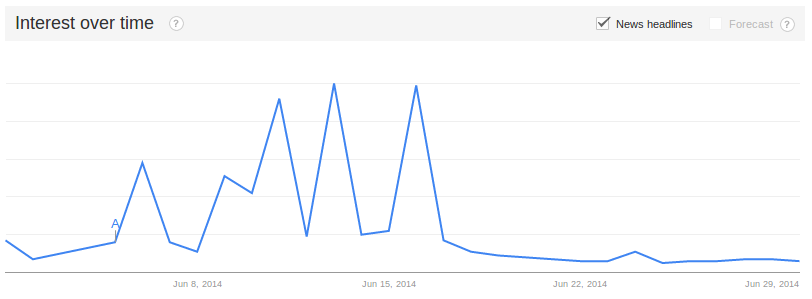 Interest over time ?
News headlines
Forecast ?
A
Jun 8, 2014
Jun 15, 2014
Jun 22, 2014
Jun 29, 2014